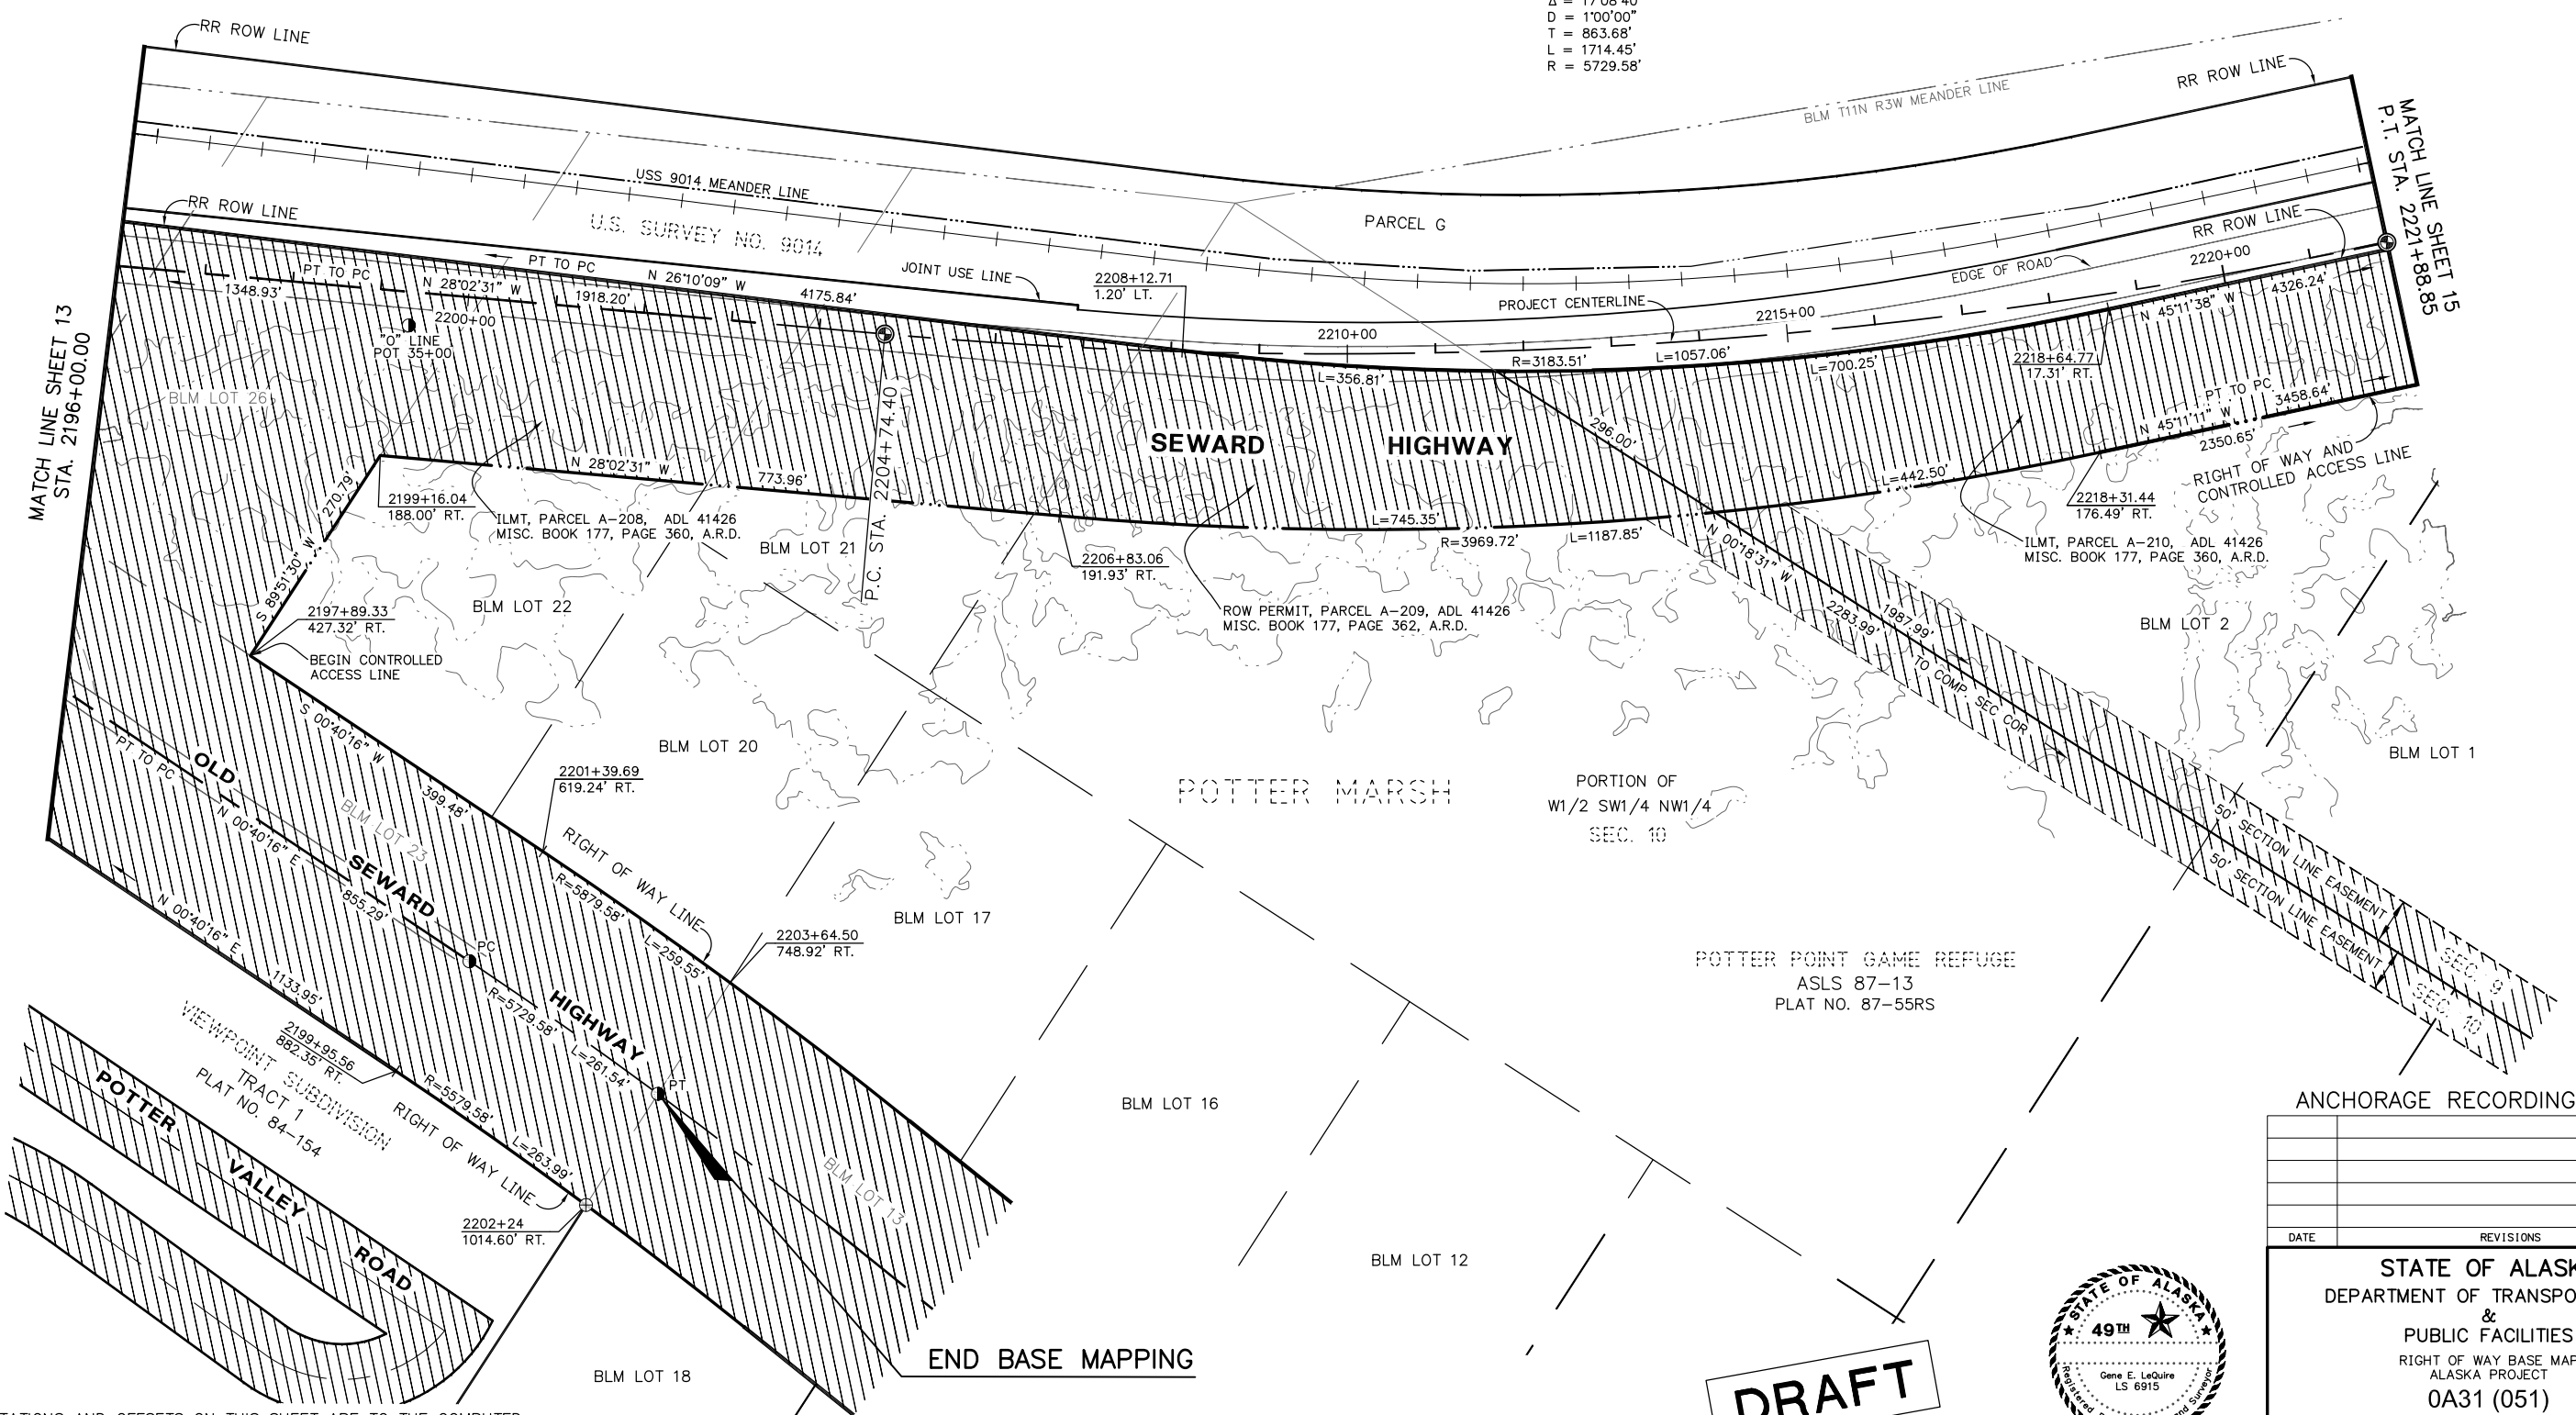 Δ = 17°08'40"
D = 1°00'00"
T = 863.68'
L = 1714.45'
R = 5729.58'
RR ROW LINE
BLM T11N R3W MEANDER LINE
RR ROW LINE
MATCH LINE SHEET 15
P.T. STA. 2221+88.85
USS 9014 MEANDER LINE
RR ROW LINE
U.S. SURVEY NO. 9014
PARCEL G
RR ROW LINE
JOINT USE LINE
2208+12.71
1.20' LT.
PROJECT CENTERLINE
EDGE OF ROAD
2220+00
2215+00
2210+00
PT TO PC
1348.93'
N 28°02'31" W
1918.20'
PT TO PC
N 26°10'09" W
4175.84'
2200+00
"O" LINE
POT 35+00
MATCH LINE SHEET 13
STA. 2196+00.00
BLM LOT 26
P.C. STA. 2204+74.40
L=356.81'
R=3183.51'
L=1057.06'
L=700.25'
2218+64.77
17.31' RT.
N 45°11'38" W
4326.24'
PT TO PC
N 45°11'11" W
3458.64'
2350.65'
SEWARD HIGHWAY
296.00'
L=442.50'
RIGHT OF WAY AND
CONTROLLED ACCESS LINE
2218+31.44
176.49' RT.
N 28°02'31" W
773.96'
270.79'
S 89°51'30" W
2199+16.04
188.00' RT.
ILMT, PARCEL A-208, ADL 41426
MISC. BOOK 177, PAGE 360, A.R.D.
BLM LOT 21
L=745.35'
R=3969.72'
L=1187.85'
2206+83.06
191.93' RT.
N 00°18'31" W
ILMT, PARCEL A-210, ADL 41426
MISC. BOOK 177, PAGE 360, A.R.D.
ROW PERMIT, PARCEL A-209, ADL 41426
MISC. BOOK 177, PAGE 362, A.R.D.
2197+89.33
427.32' RT.
BEGIN CONTROLLED
ACCESS LINE
BLM LOT 22
BLM LOT 2
1987.99'
2283.99'
TO COMP. SEC COR
S 00°40'16" W
399.48'
PT TO PC
OLD SEWARD HIGHWAY
N 00°40'16" E
855.29'
BLM LOT 23
BLM LOT 20
2201+39.69
619.24' RT.
POTTER MARSH
PORTION OF
W1/2 SW1/4 NW1/4
SEC. 10
BLM LOT 1
RIGHT OF WAY LINE
R=5879.58'
L=259.55'
BLM LOT 17
2203+64.50
748.92' RT.
50' SECTION LINE EASEMENT
50' SECTION LINE EASEMENT
SEC. 9
SEC. 10
N 00°40'16" E
1133.95'
PC
R=5729.58'
L=261.54'
PT
POTTER POINT GAME REFUGE
ASLS 87-13
PLAT NO. 87-55RS
VIEWPOINT SUBDIVISION
TRACT 1
PLAT NO. 84-154
2199+95.56
882.35' RT.
R=5579.58'
L=263.99'
RIGHT OF WAY LINE
2202+24
1014.60' RT.
POTTER VALLEY ROAD
BLM LOT 16
BLM LOT 13
BLM LOT 12
BLM LOT 18
END BASE MAPPING
DRAFT
STATE OF ALASKA
49TH
Gene E. LeQuire
LS 6915
ANCHORAGE RECORDING
DATE REVISIONS
STATE OF ALASK
DEPARTMENT OF TRANSPO
&
PUBLIC FACILITIES
RIGHT OF WAY BASE MAP
ALASKA PROJECT
0A31 (051)
TATIONS AND OFFSETS ON THIS SHEET ARE TO THE COMPUTED